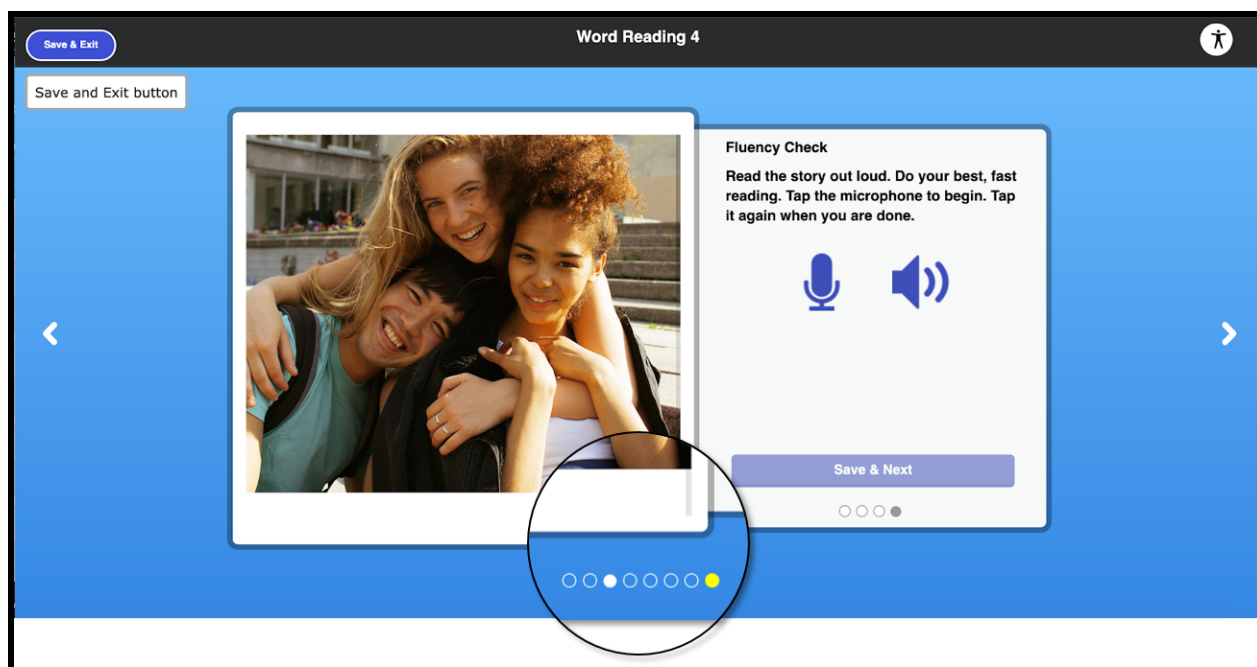 Save & Exit
Word Reading 4
Save and Exit button
Fluency Check
Read the story out loud. Do your best, fast
reading. Tap the microphone to begin. Tap
it again when you are done.
Save & Next